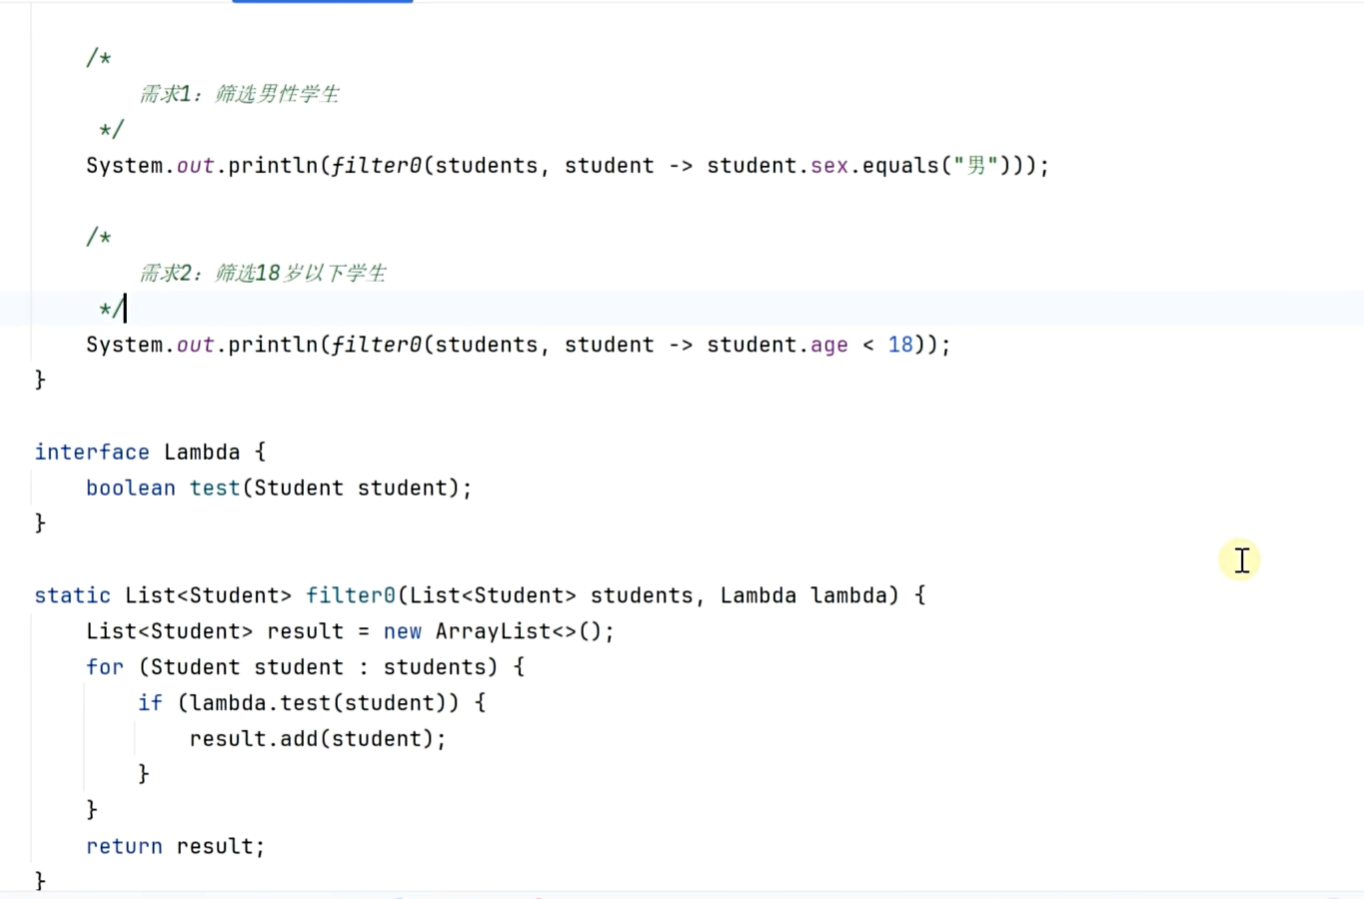 /*
需求1：筛选男性学生
*/
System.out.println(filter0(students, student -> student.sex.equals("男")));
/*
需求2：筛选18岁以下学生
*/
System.out.println(filter0(students, student -> student.age < 18));
}
interface Lambda {
boolean test(Student student);
}
static List<Student> filter0(List<Student> students, Lambda lambda) {
List<Student> result = new ArrayList<>();
for (Student student : students) {
if (lambda.test(student)) {
result.add(student);
}
}
return result;
}